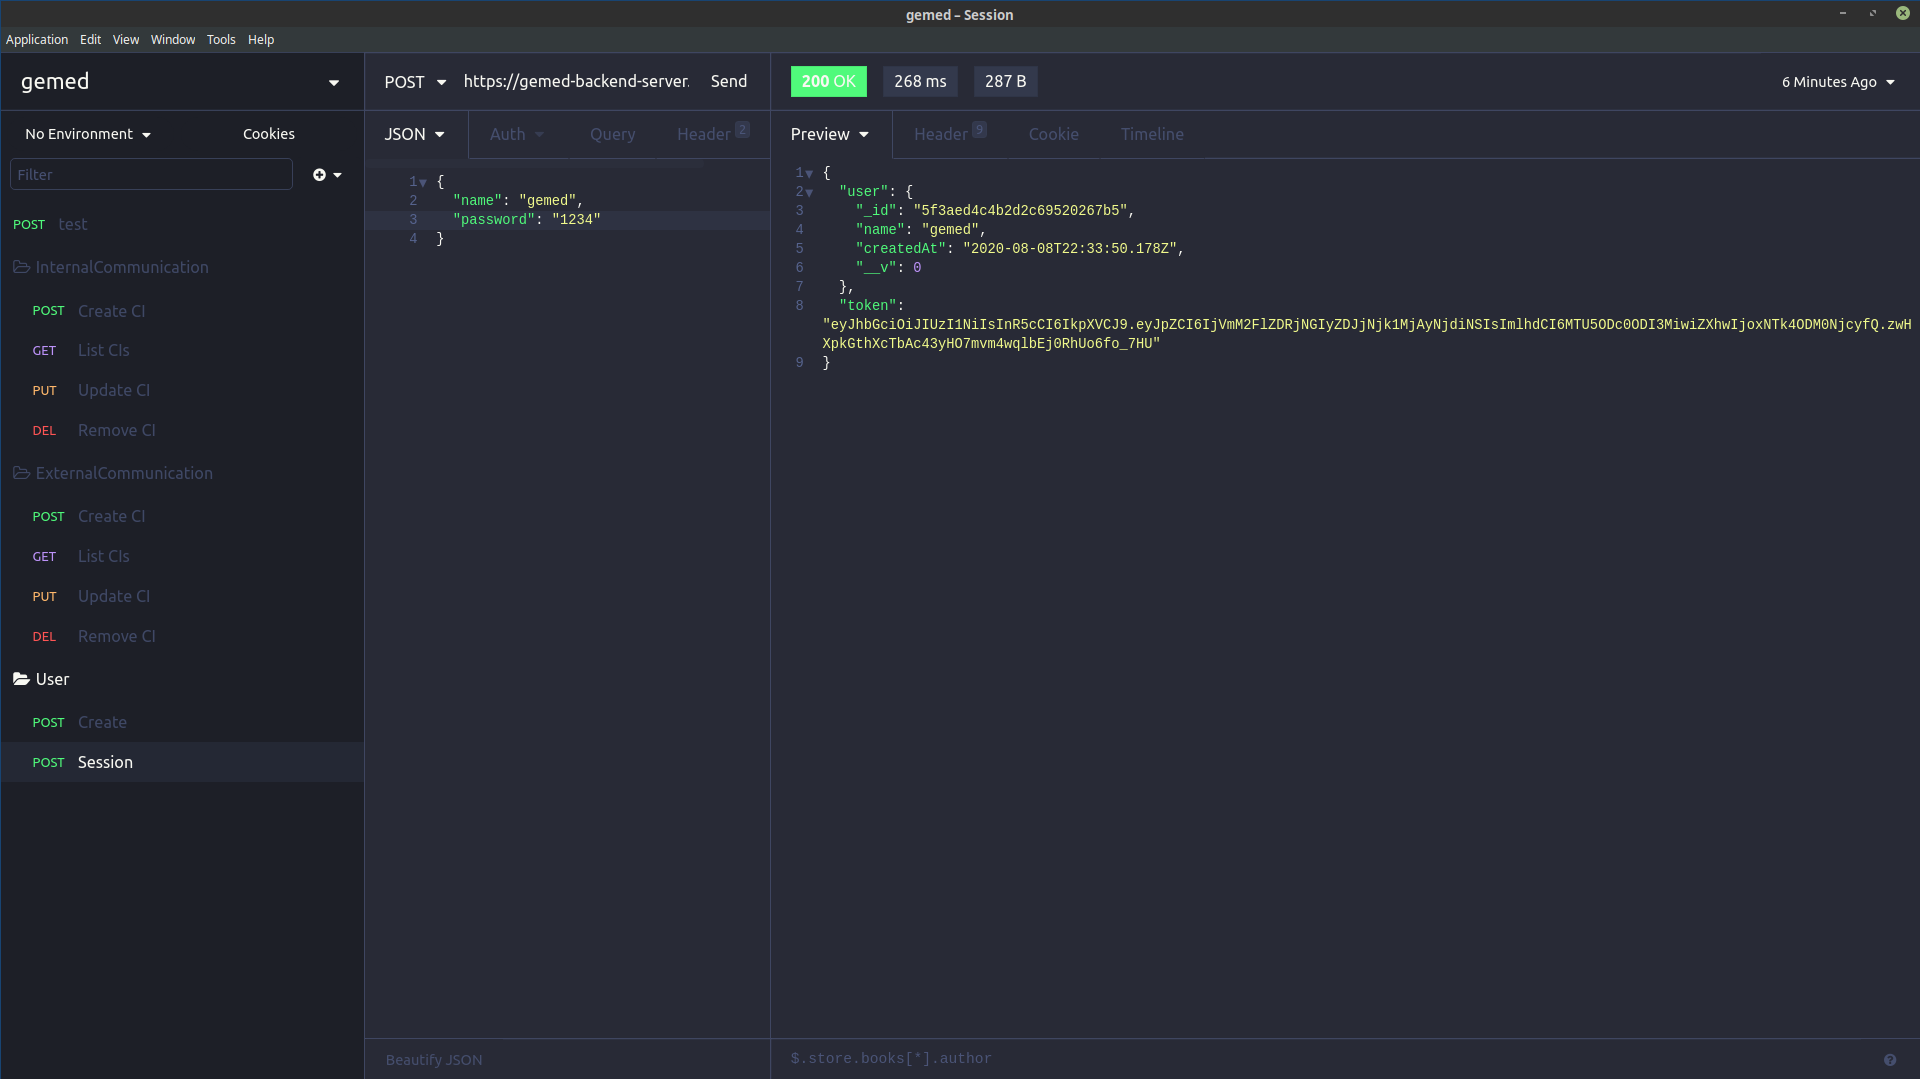 gemed – Session
Application Edit View Window Tools Help
gemed
POST https://gemed-backend-server. Send
200 OK 268 ms 287 B
6 Minutes Ago
No Environment Cookies
JSON Auth Query Header 2
Preview Header 9 Cookie Timeline
Filter
POST test
InternalCommunication
POST Create CI
GET List CIs
PUT Update CI
DEL Remove CI
ExternalCommunication
POST Create CI
GET List CIs
PUT Update CI
DEL Remove CI
User
POST Create
POST Session
1 {
2 "name": "gemed",
3 "password": "1234"
4 }
Beautify JSON
1 {
2 "user": {
3 "_id": "5f3aed4c4b2d2c69520267b5",
4 "name": "gemed",
5 "createdAt": "2020-08-08T22:33:50.178Z",
6 "__v": 0
7 },
8 "token":
"eyJhbGciOiJIUzI1NiIsInR5cCI6IkpXVCJ9.eyJpZCI6IjVmM2FlZDRjNGIyZDJjNjk1MjAyNjdiNSIsImlhdCI6MTU5ODc0ODI3MiwiZXhwIjoxNTk4ODM0NjcyfQ.zwH
XpkGthXcTbAc43yHO7mvm4wqlbEj0RhUo6fo_7HU"
9 }
$.store.books[*].author